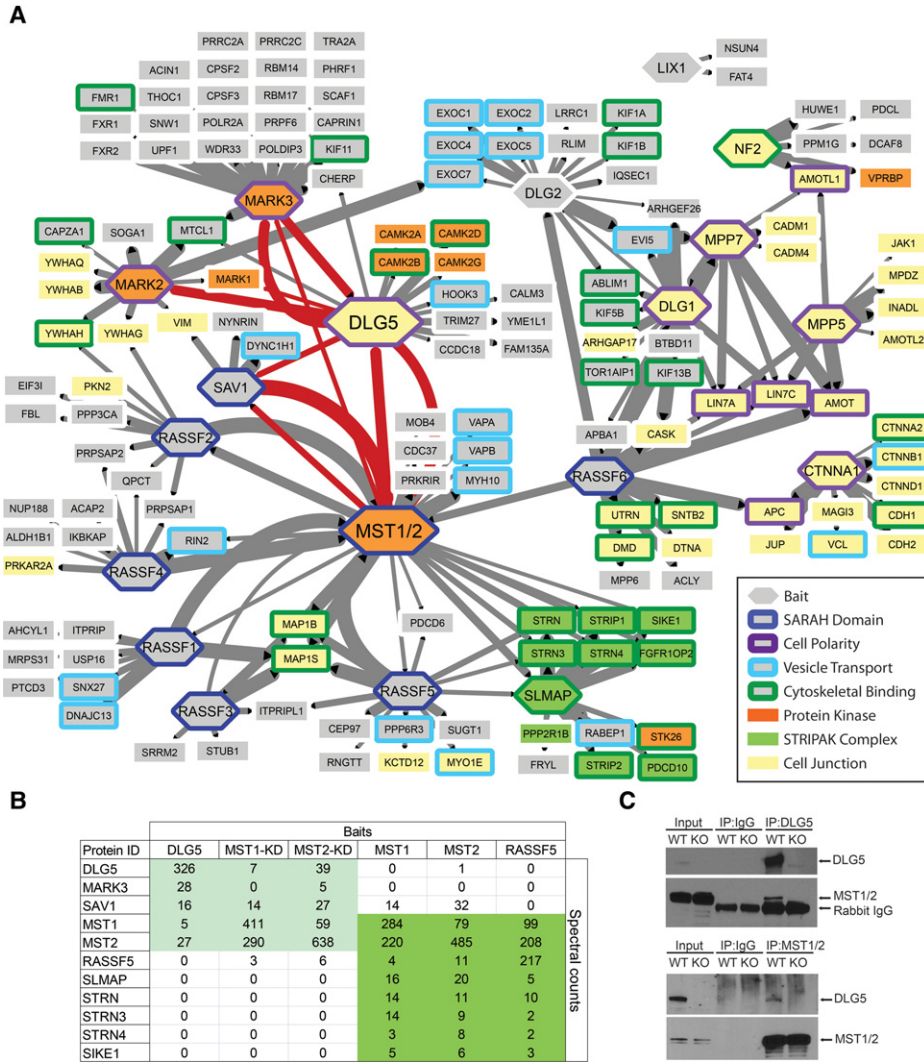 A
PRRC2A PRRC2C TRA2A
ACIN1 CPSF2 RBM14 PHRF1
FMR1 THOC1 CPSF3 RBM17 SCAF1
FXR1 SNW1 POLR2A PRPF6 CAPRIN1
FXR2 UPF1 WDR33 POLDIP3 KIF11
CHERP
MARK3
LIX1 NSUN4
FAT4
EXOC1 EXOC2 LRRC1 KIF1A
EXOC4 EXOC5 RLIM KIF1B
EXOC7 IQSEC1
DLG2
HUWE1 PDCL
NF2 PPM1G DCAF8
AMOTL1 VPRBP
ARHGEF26
EVI5 MPP7 CADM1
CADM4
CAPZA1 SOGA1 MTCL1
YWHAQ MARK2 MARK1
YWHAB
YWHAH YWHAG VIM NYNRIN
DYNC1H1
SAV1
CAMK2A CAMK2D
CAMK2B CAMK2G
DLG5 HOOK3 CALM3
TRIM27 YME1L1
CCDC18 FAM135A
ABLIM1 DLG1
KIF5B
ARHGAP17 BTBD11
TOR1AIP1 KIF13B
JAK1
MPDZ
MPP5 INADL
AMOTL2
LIN7A LIN7C AMOT
EIF3I PKN2
FBL PPP3CA RASSF2
PRPSAP2
QPCT
MOB4 VAPA
CDC37 VAPB
PRKRIR MYH10
APBA1 CASK
RASSF6
CTNNA2
CTNNB1
CTNNA1 CTNND1
APC MAGI3 CDH1
JUP VCL CDH2
NUP188 ACAP2 PRPSAP1
ALDH1B1 IKBKAP RIN2
PRKAR2A RASSF4
MST1/2
UTRN SNTB2
DMD DTNA
MPP6 ACLY
AHCYL1 ITPRIP RASSF1
MRPS31 USP16
PTCD3 SNX27
DNAJC13
MAP1B PDCD6
MAP1S
RASSF3 ITPRIPL1 RASSF5
SRRM2 STUB1
CEP97 PPP6R3 SUGT1
RNGTT KCTD12 MYO1E
STRN STRIP1 SIKE1
STRN3 STRN4 FGFR1OP2
SLMAP
PPP2R1B RABEP1 STK26
FRYL STRIP2 PDCD10
Bait
SARAH Domain
Cell Polarity
Vesicle Transport
Cytoskeletal Binding
Protein Kinase
STRIPAK Complex
Cell Junction
B
Baits
Protein ID DLG5 MST1-KD MST2-KD MST1 MST2 RASSF5
DLG5 326 7 39 0 1 0
MARK3 28 0 5 0 0 0
SAV1 16 14 27 14 32 0
MST1 5 411 59 284 79 99
MST2 27 290 638 220 485 208
RASSF5 0 3 6 4 11 217
SLMAP 0 0 0 16 20 5
STRN 0 0 0 14 11 10
STRN3 0 0 0 14 9 2
STRN4 0 0 0 3 8 2
SIKE1 0 0 0 5 6 3
Spectral counts
C
Input IP:IgG IP:DLG5
WT KO WT KO WT KO
DLG5
MST1/2
Rabbit IgG
Input IP:IgG IP:MST1/2
WT KO WT KO WT KO
DLG5
MST1/2